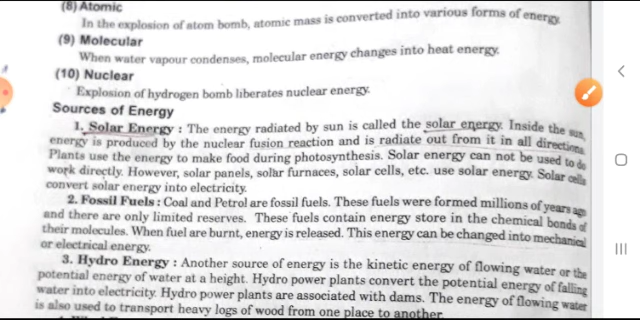 (8) Atomic
In the explosion of atom bomb, atomic mass is converted into various forms of energy.
(9) Molecular
When water vapour condenses, molecular energy changes into heat energy.
(10) Nuclear
Explosion of hydrogen bomb liberates nuclear energy.
Sources of Energy
1. Solar Energy : The energy radiated by sun is called the solar energy. Inside the sun,
energy is produced by the nuclear fusion reaction and is radiate out from it in all directions.
Plants use the energy to make food during photosynthesis. Solar energy can not be used to do
work directly. However, solar panels, solar furnaces, solar cells, etc. use solar energy. Solar cells
convert solar energy into electricity.
2. Fossil Fuels : Coal and Petrol are fossil fuels. These fuels were formed millions of years ago
and there are only limited reserves. These fuels contain energy store in the chemical bonds of
their molecules. When fuel are burnt, energy is released. This energy can be changed into mechanical
or electrical energy.
3. Hydro Energy : Another source of energy is the kinetic energy of flowing water or the
potential energy of water at a height. Hydro power plants convert the potential energy of falling
water into electricity. Hydro power plants are associated with dams. The energy of flowing water
is also used to transport heavy logs of wood from one place to another.